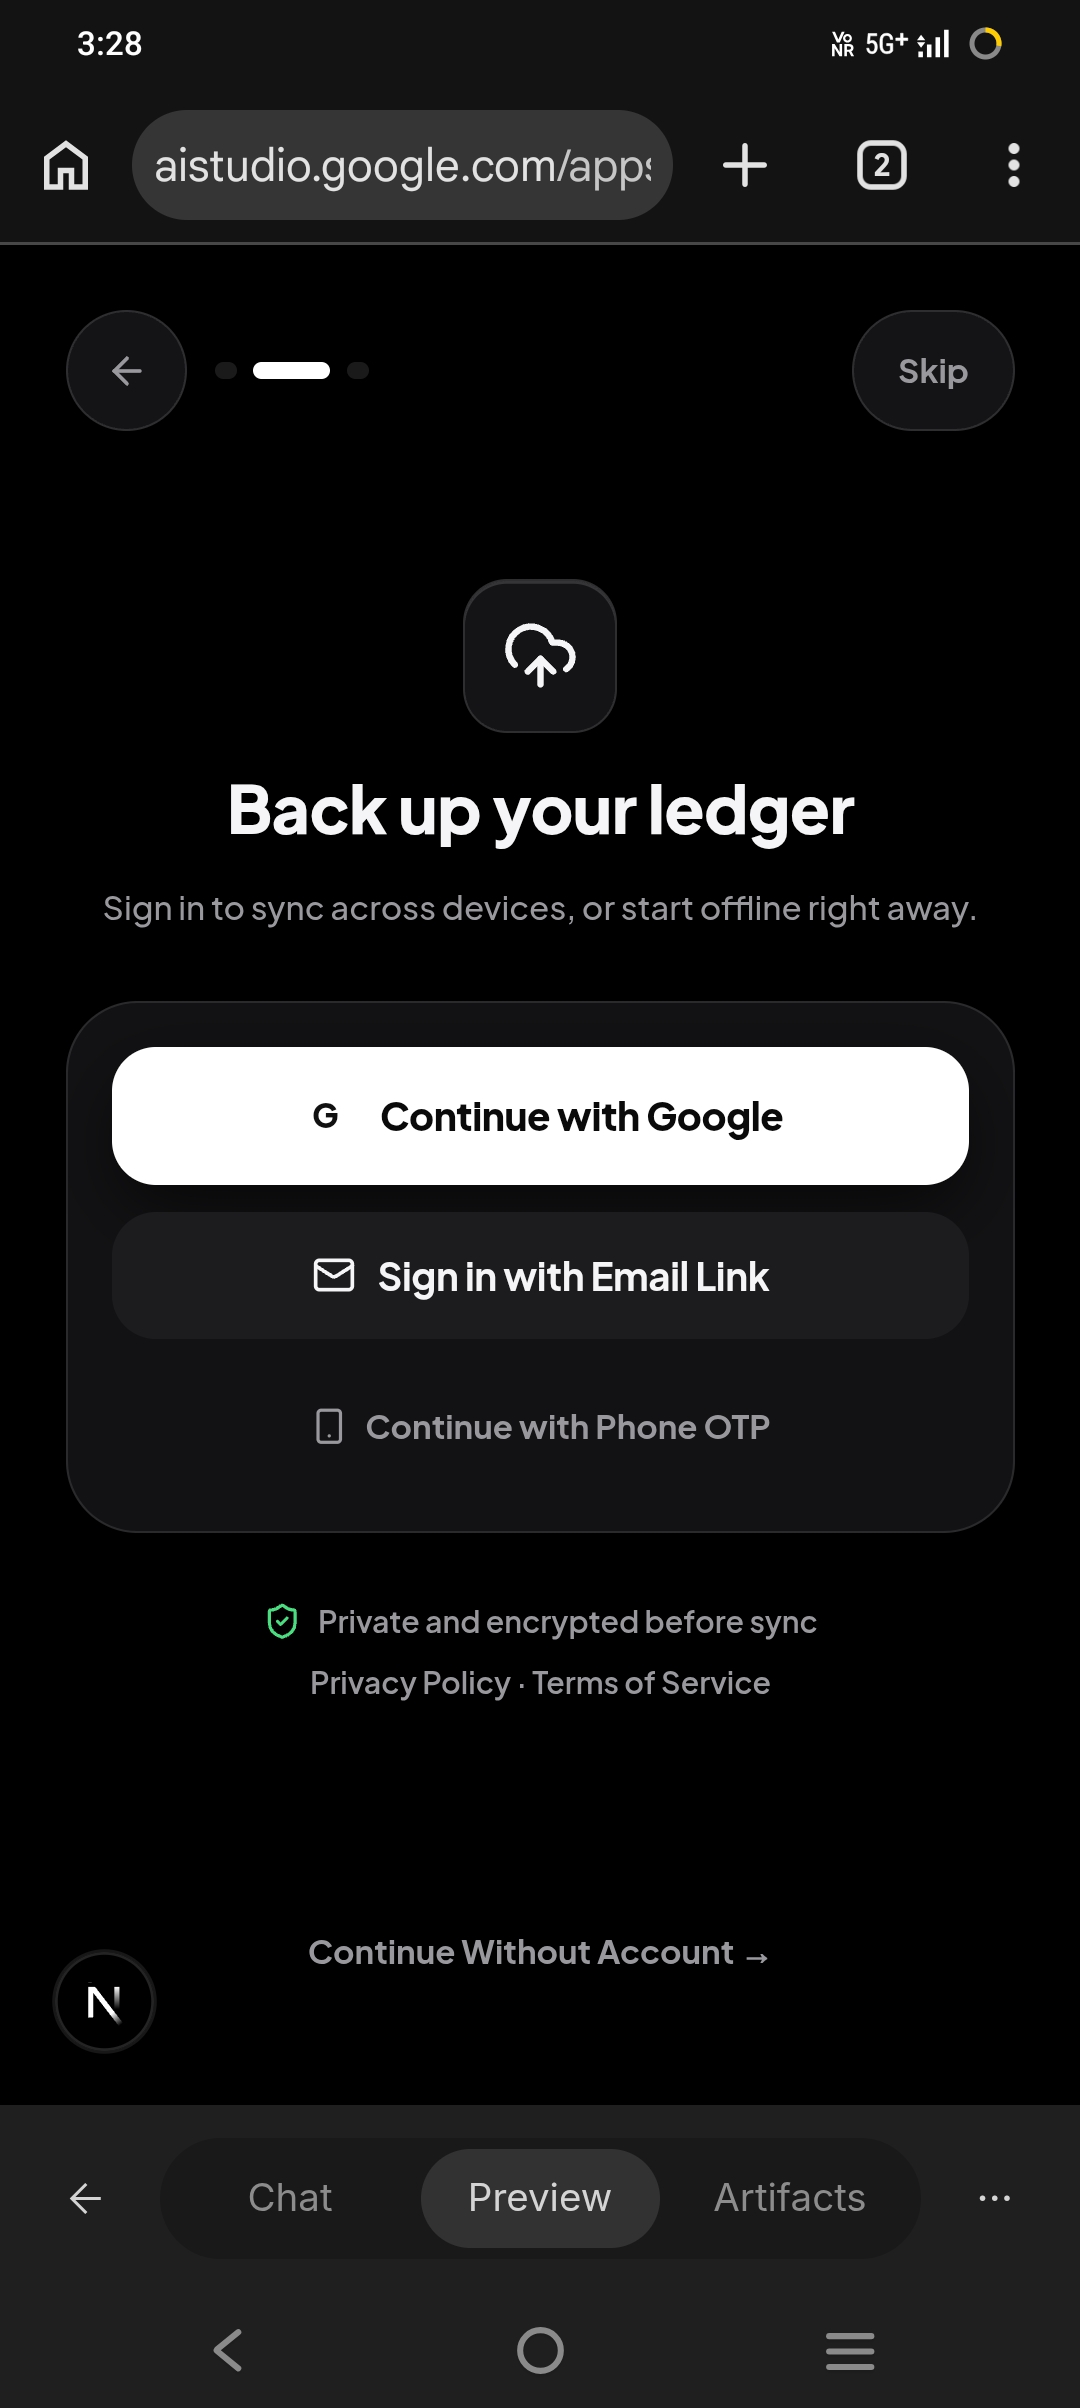 3:28
Vo
NR
5G+
aistudio.google.com/apps
2
Skip
Back up your ledger
Sign in to sync across devices, or start offline right away.
G Continue with Google
Sign in with Email Link
Continue with Phone OTP
Private and encrypted before sync
Privacy Policy · Terms of Service
Continue Without Account →
N
Chat
Preview
Artifacts